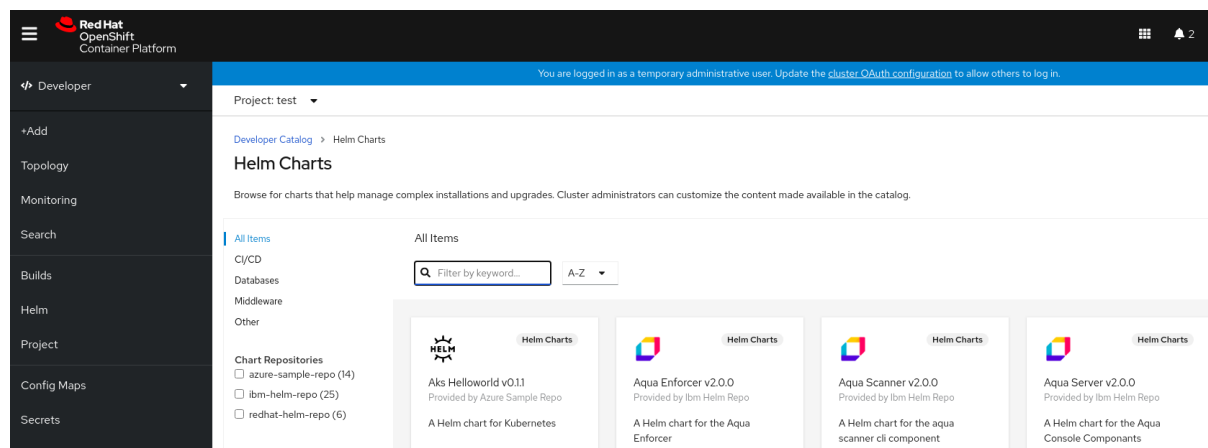 Red Hat
OpenShift
Container Platform
2
Developer
You are logged in as a temporary administrative user. Update the cluster OAuth configuration to allow others to log in.
Project: test
+Add
Topology
Monitoring
Search
Builds
Helm
Project
Config Maps
Secrets
Developer Catalog > Helm Charts
Helm Charts
Browse for charts that help manage complex installations and upgrades. Cluster administrators can customize the content made available in the catalog.
All Items
CI/CD
Databases
Middleware
Other
Chart Repositories
azure-sample-repo (14)
ibm-helm-repo (25)
redhat-helm-repo (6)
All Items
Filter by keyword...
A-Z
HELM
Helm Charts
Aks Helloworld v0.1.1
Provided by Azure Sample Repo
A Helm chart for Kubernetes
Helm Charts
Aqua Enforcer v2.0.0
Provided by Ibm Helm Repo
A Helm chart for the Aqua
Enforcer
Helm Charts
Aqua Scanner v2.0.0
Provided by Ibm Helm Repo
A Helm chart for the aqua
scanner cli component
Helm Charts
Aqua Server v2.0.0
Provided by Ibm Helm Repo
A Helm chart for the Aqua
Console Componants